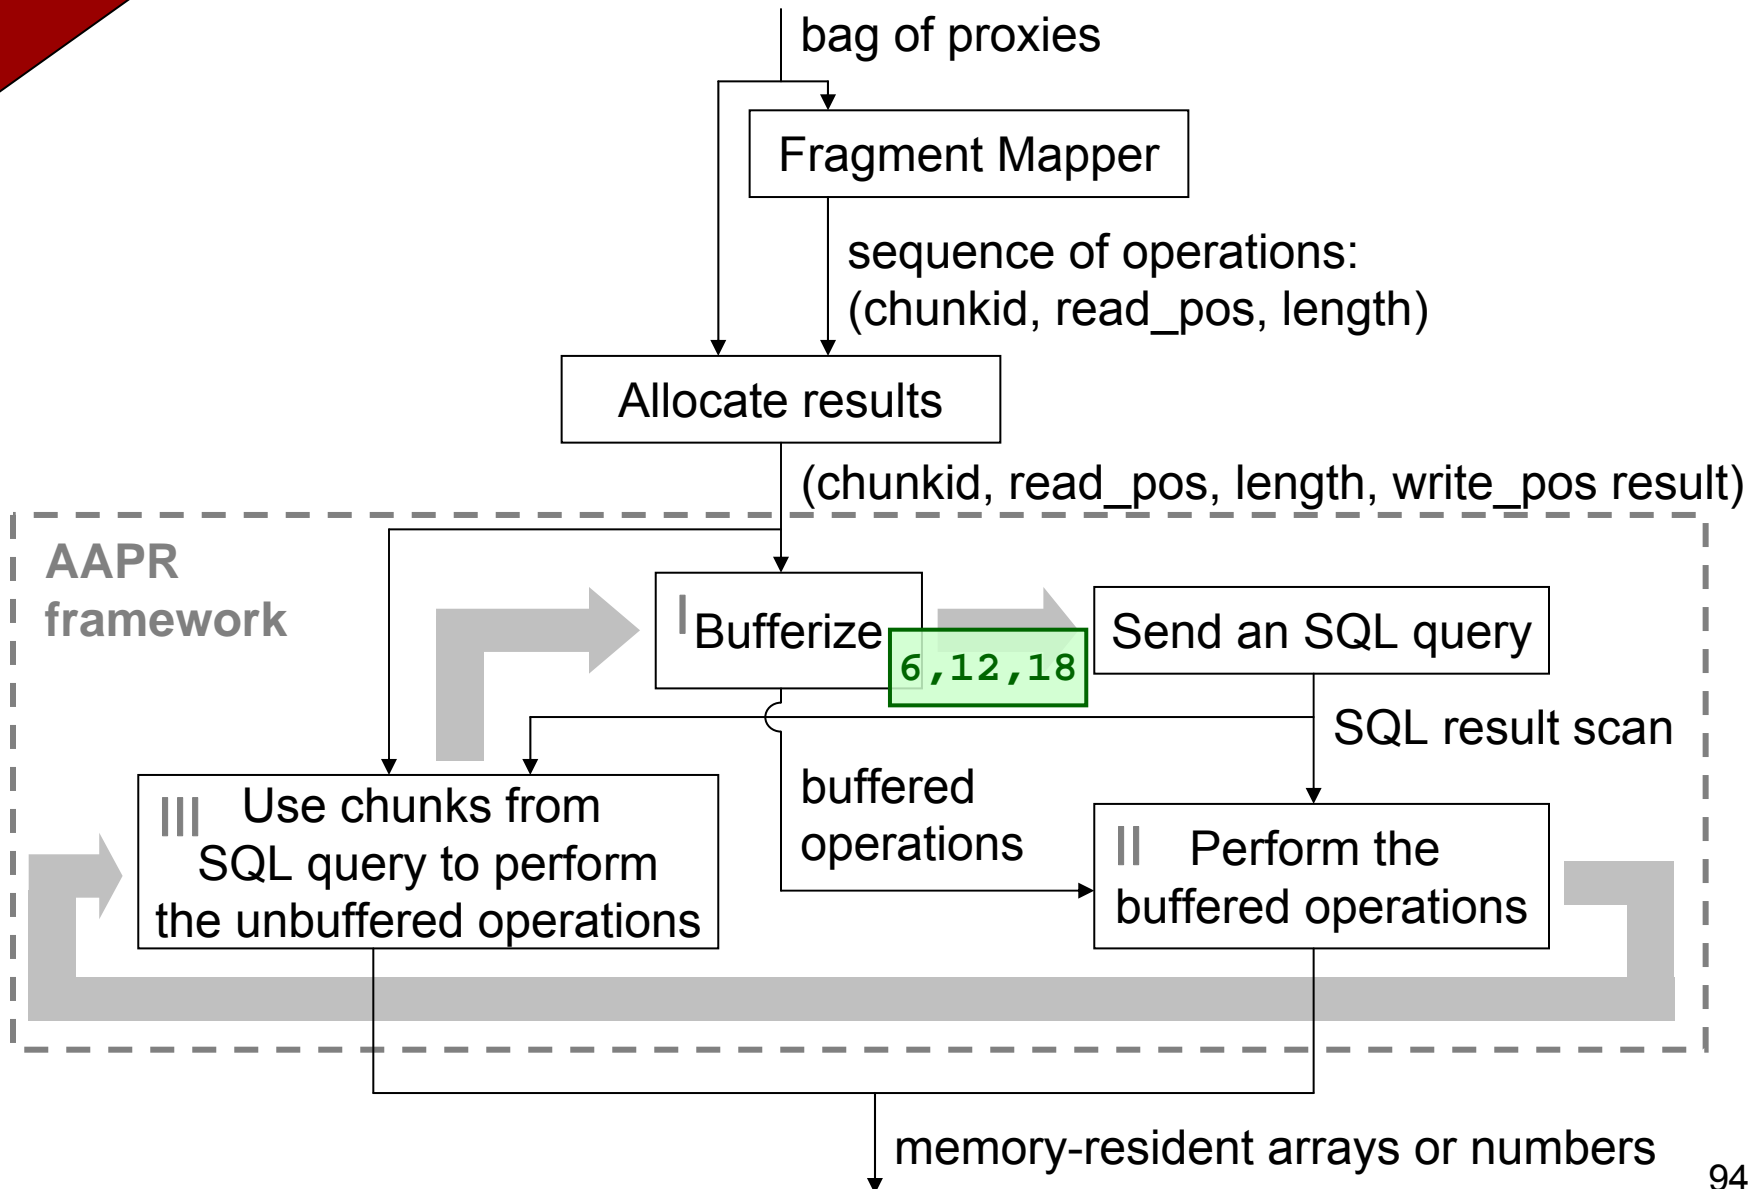 bag of proxies
Fragment Mapper
sequence of operations:
(chunkid, read_pos, length)
Allocate results
(chunkid, read_pos, length, write_pos result)
AAPR
framework
I
Bufferize
6,12,18
Send an SQL query
SQL result scan
buffered
operations
III Use chunks from
SQL query to perform
the unbuffered operations
II Perform the
buffered operations
memory-resident arrays or numbers
94